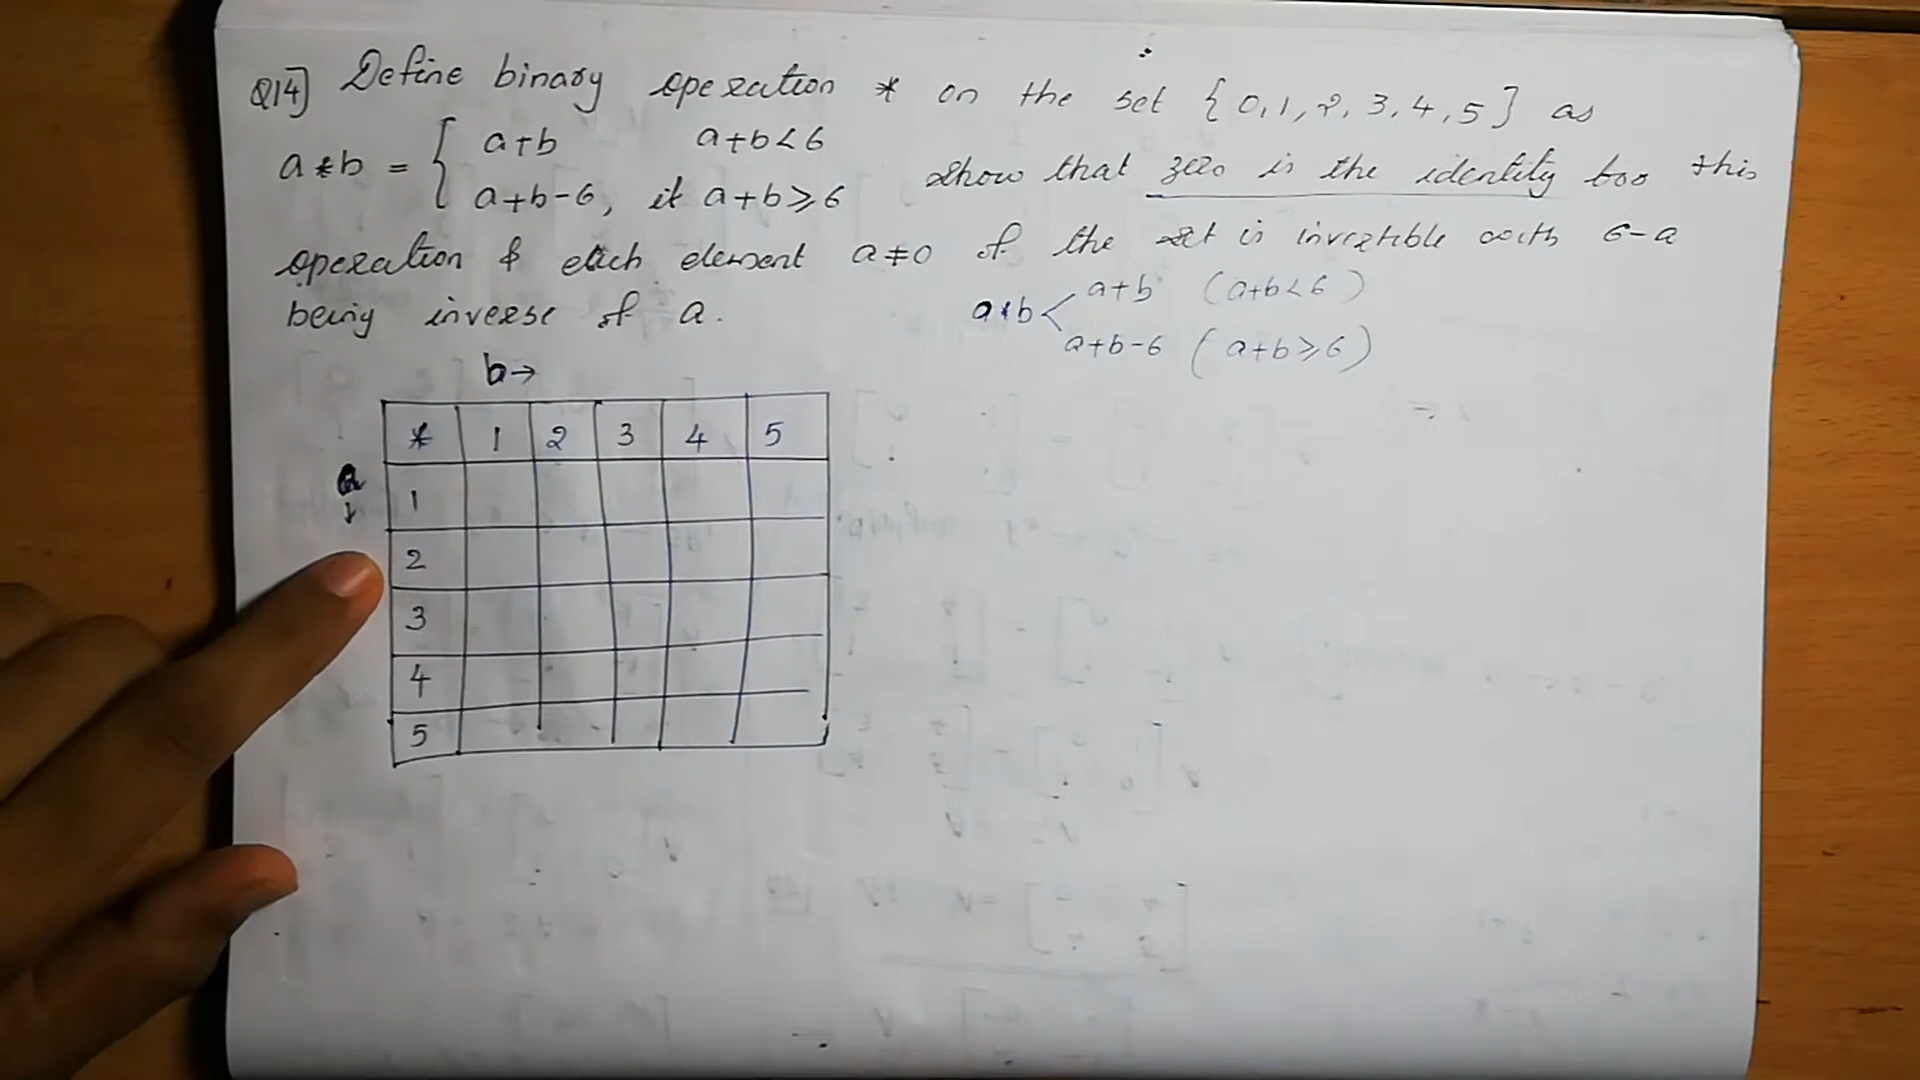 Q14] Define binary operation * on the set { 0, 1, 2, 3, 4, 5 } as
a * b = { a+b a+b<6
a+b-6, if a+b≥6 show that zero is the identity for this
operation & each element a≠0 of the set is invertible with 6-a
being inverse of a.
a*b < a+b (a+b<6)
a+b-6 (a+b≥6)
b→
* 1 2 3 4 5
a
↓
1
2
3
4
5